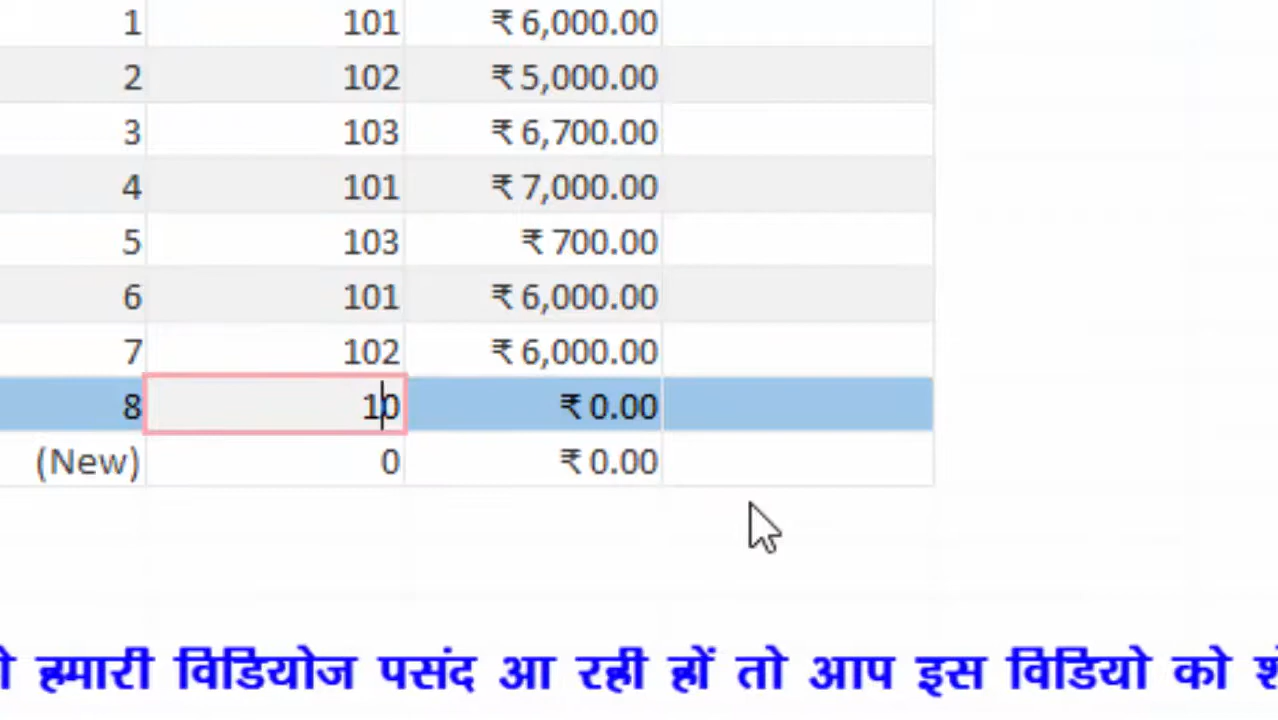 1 101 ₹ 6,000.00
2 102 ₹ 5,000.00
3 103 ₹ 6,700.00
4 101 ₹ 7,000.00
5 103 ₹ 700.00
6 101 ₹ 6,000.00
7 102 ₹ 6,000.00
8 10 ₹ 0.00
(New) 0 ₹ 0.00
हमारी विडियोज पसंद आ रही हों तो आप इस विडियो को